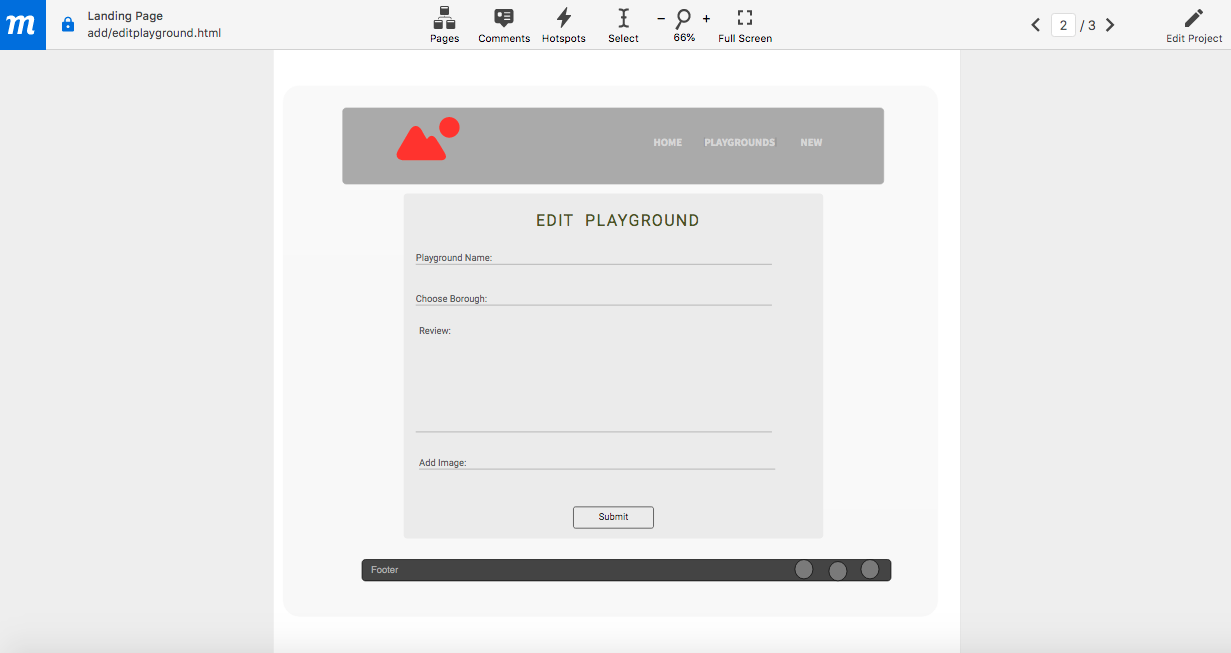 m
Landing Page
add/editplayground.html
Pages
Comments
Hotspots
Select
− 66% +
Full Screen
2 / 3
Edit Project
HOME PLAYGROUNDS NEW
EDIT PLAYGROUND
Playground Name:
Choose Borough:
Review:
Add Image:
Submit
Footer